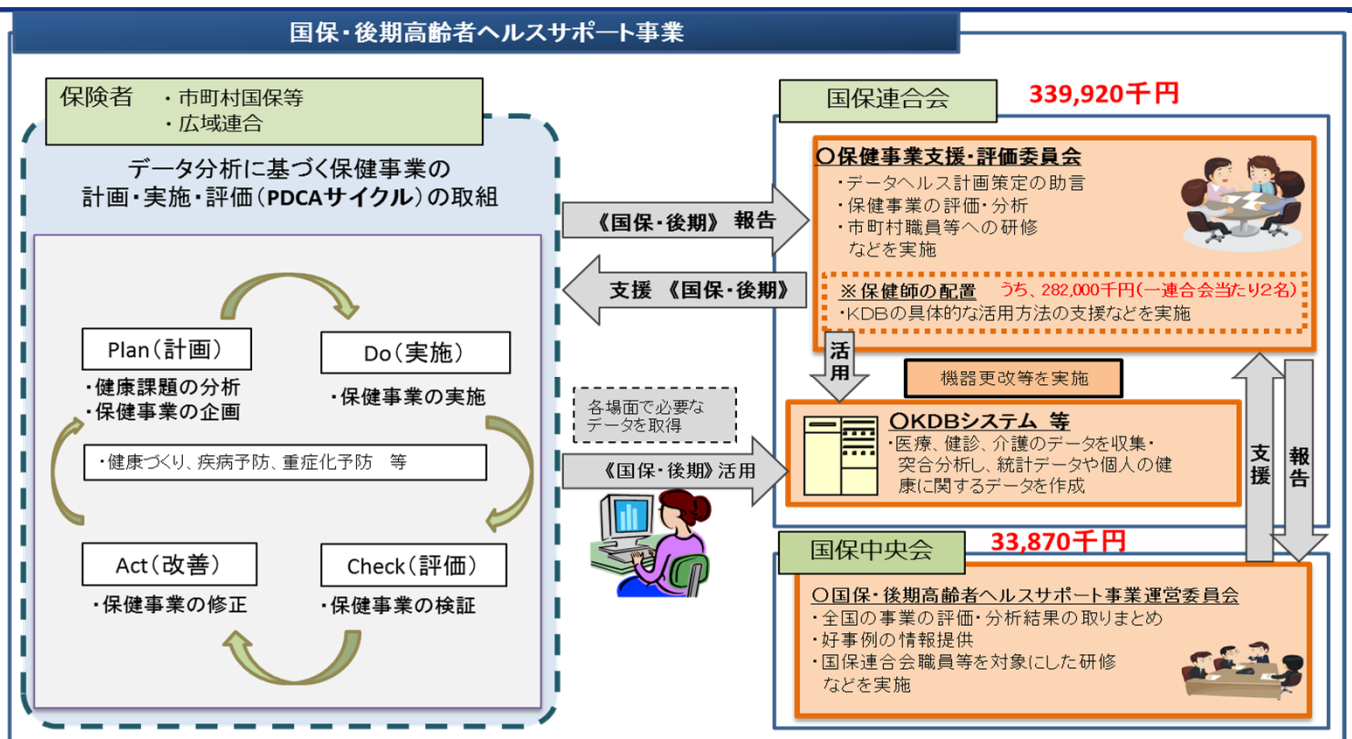 国保・後期高齢者ヘルスサポート事業
保険者 ・市町村国保等
・広域連合
データ分析に基づく保健事業の
計画・実施・評価(PDCAサイクル)の取組
Plan(計画)
・健康課題の分析
・保健事業の企画
Do(実施)
・保健事業の実施
・健康づくり、疾病予防、重症化予防 等
Act(改善)
・保健事業の修正
Check(評価)
・保健事業の検証
《国保・後期》 報告
支援 《国保・後期》
各場面で必要な
データを取得
《国保・後期》活用
国保連合会
339,920千円
〇保健事業支援・評価委員会
・データヘルス計画策定の助言
・保健事業の評価・分析
・市町村職員等への研修
などを実施
※保健師の配置 うち、282,000千円(一連合会当たり2名)
・KDBの具体的な活用方法の支援などを実施
活用
機器更改等を実施
〇KDBシステム 等
・医療、健診、介護のデータを収集・
突合分析し、統計データや個人の健
康に関するデータを作成
支援
報告
国保中央会
33,870千円
〇国保・後期高齢者ヘルスサポート事業運営委員会
・全国の事業の評価・分析結果の取りまとめ
・好事例の情報提供
・国保連合会職員等を対象にした研修
などを実施